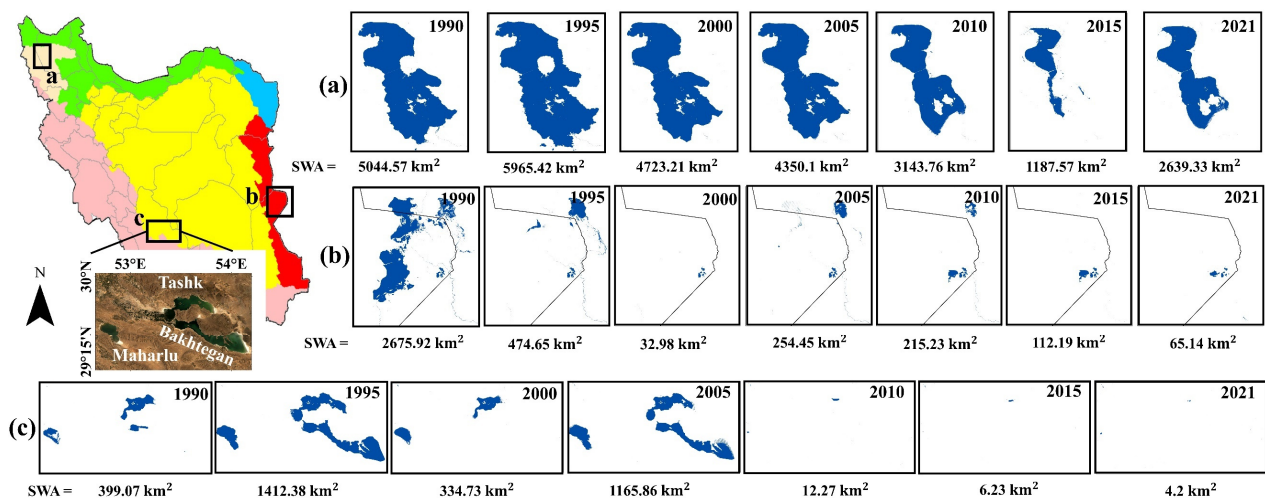 1990 1995 2000 2005 2010 2015 2021
(a)
SWA = 5044.57 km² 5965.42 km² 4723.21 km² 4350.1 km² 3143.76 km² 1187.57 km² 2639.33 km²
a
b
c
1990 1995 2000 2005 2010 2015 2021
(b)
SWA = 2675.92 km² 474.65 km² 32.98 km² 254.45 km² 215.23 km² 112.19 km² 65.14 km²
N
53°E 54°E
30°N
29°15'N
Tashk
Bakhtegan
Maharlu
1990 1995 2000 2005 2010 2015 2021
(c)
SWA = 399.07 km² 1412.38 km² 334.73 km² 1165.86 km² 12.27 km² 6.23 km² 4.2 km²